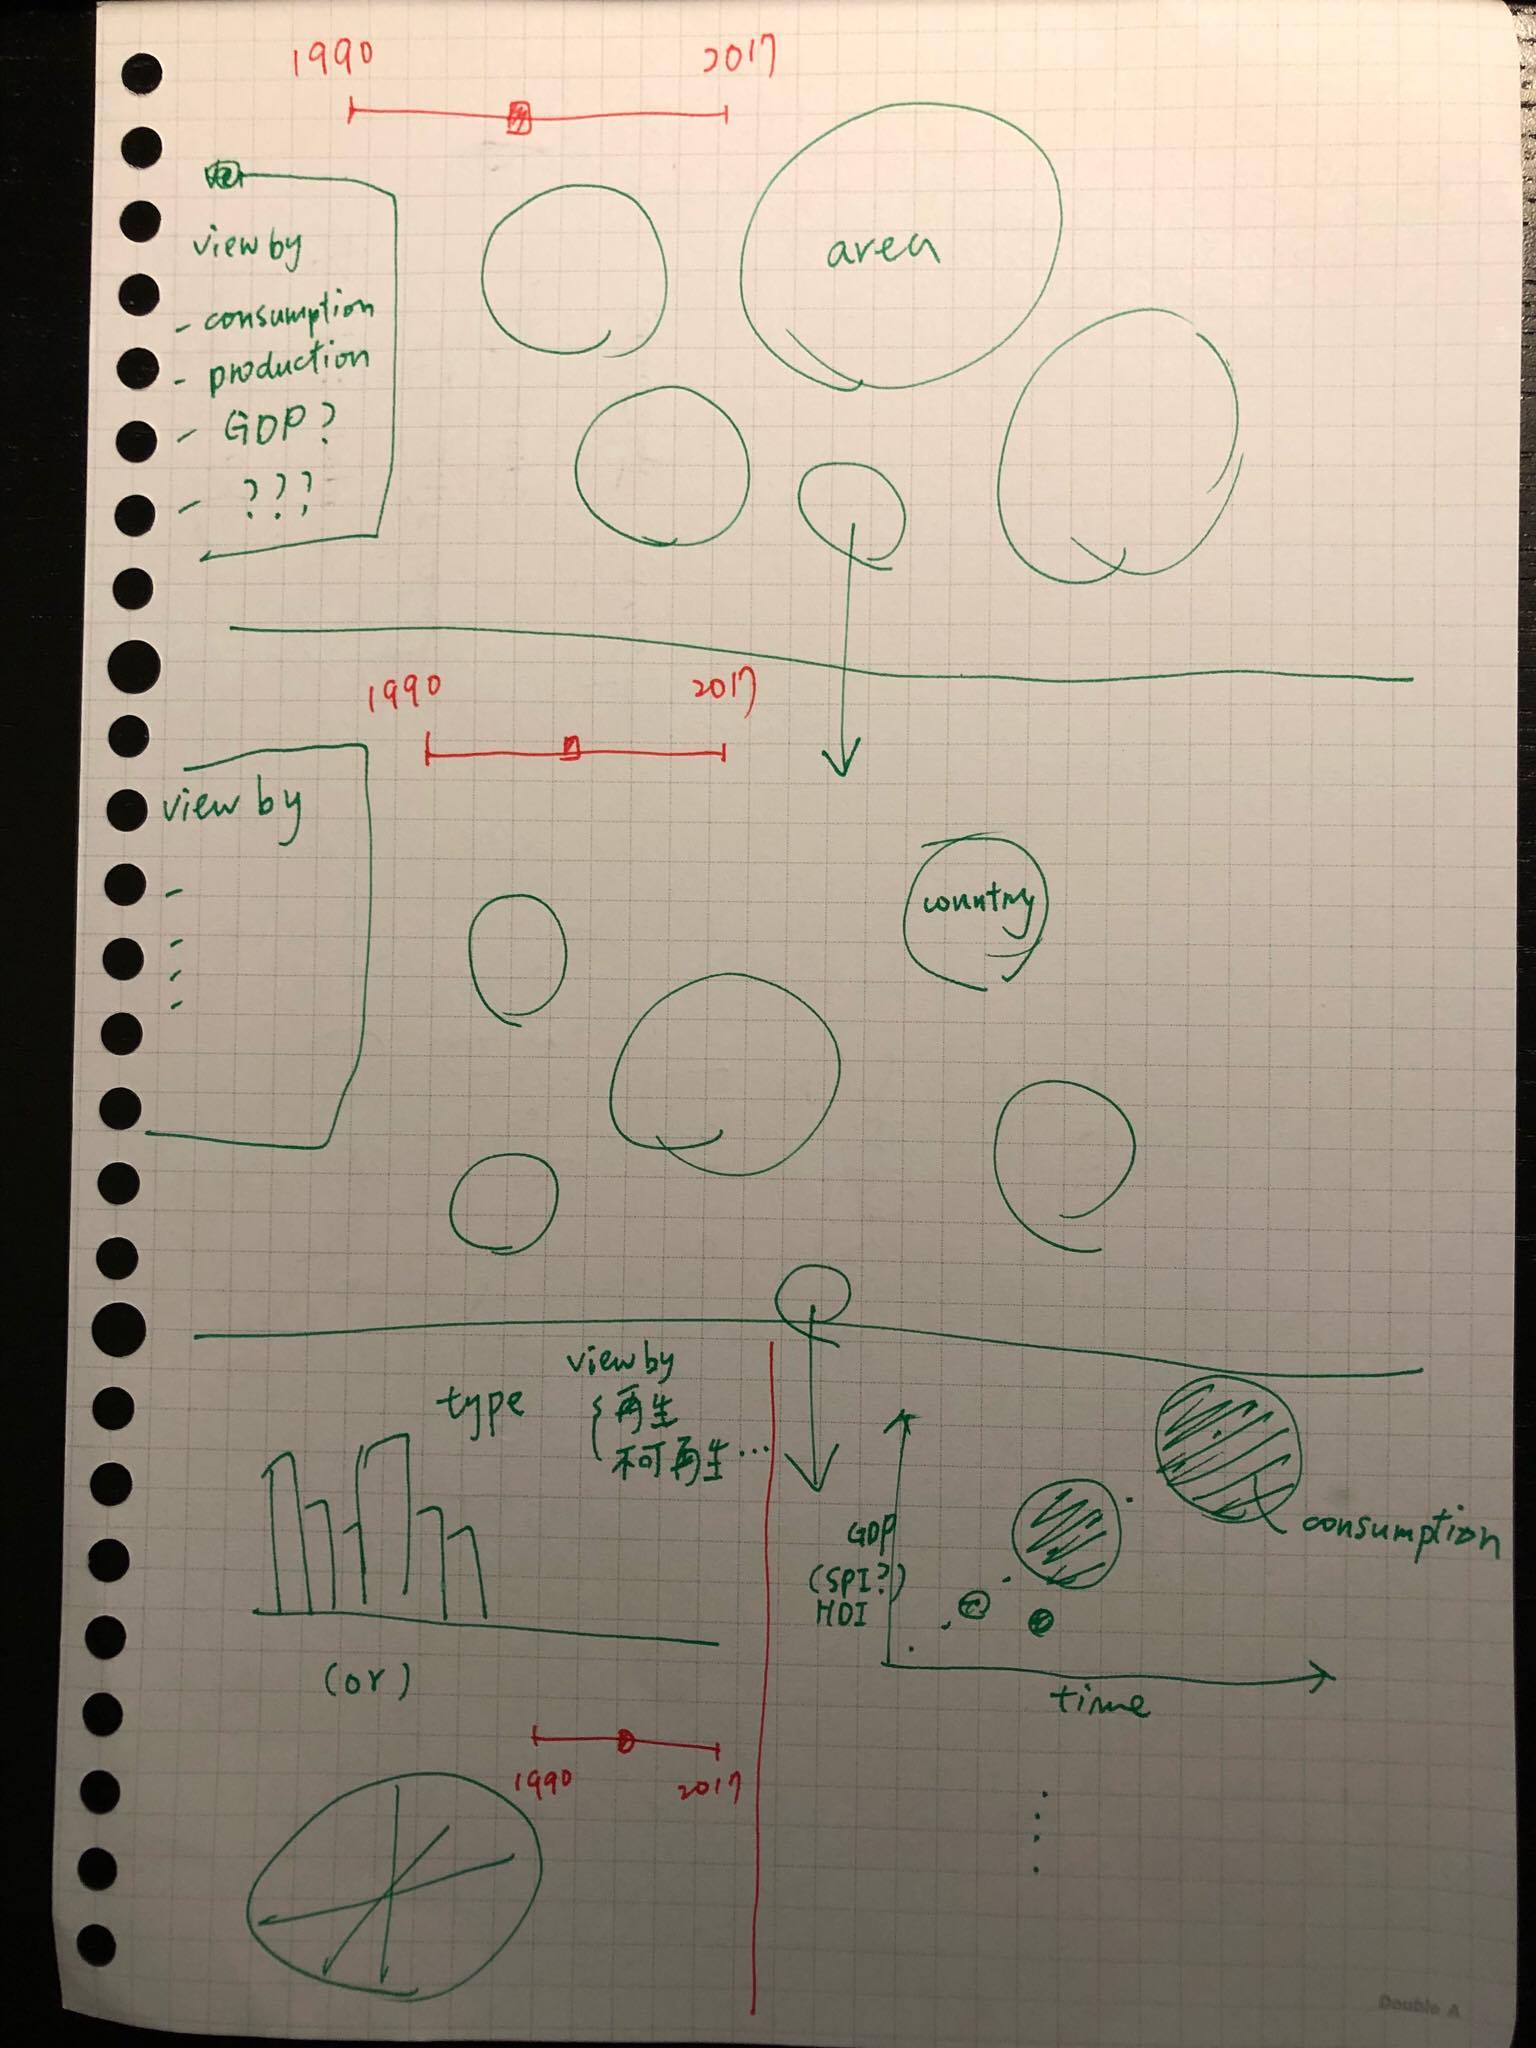 1990 2017
view by
- consumption
- production
- GDP?
- ???
area
1990 2017
view by
-
-
-
-
country
type
view by
再生
不可再生...
(or)
1990 2017
GDP
(SPI?)
HDI
consumption
time
Double A